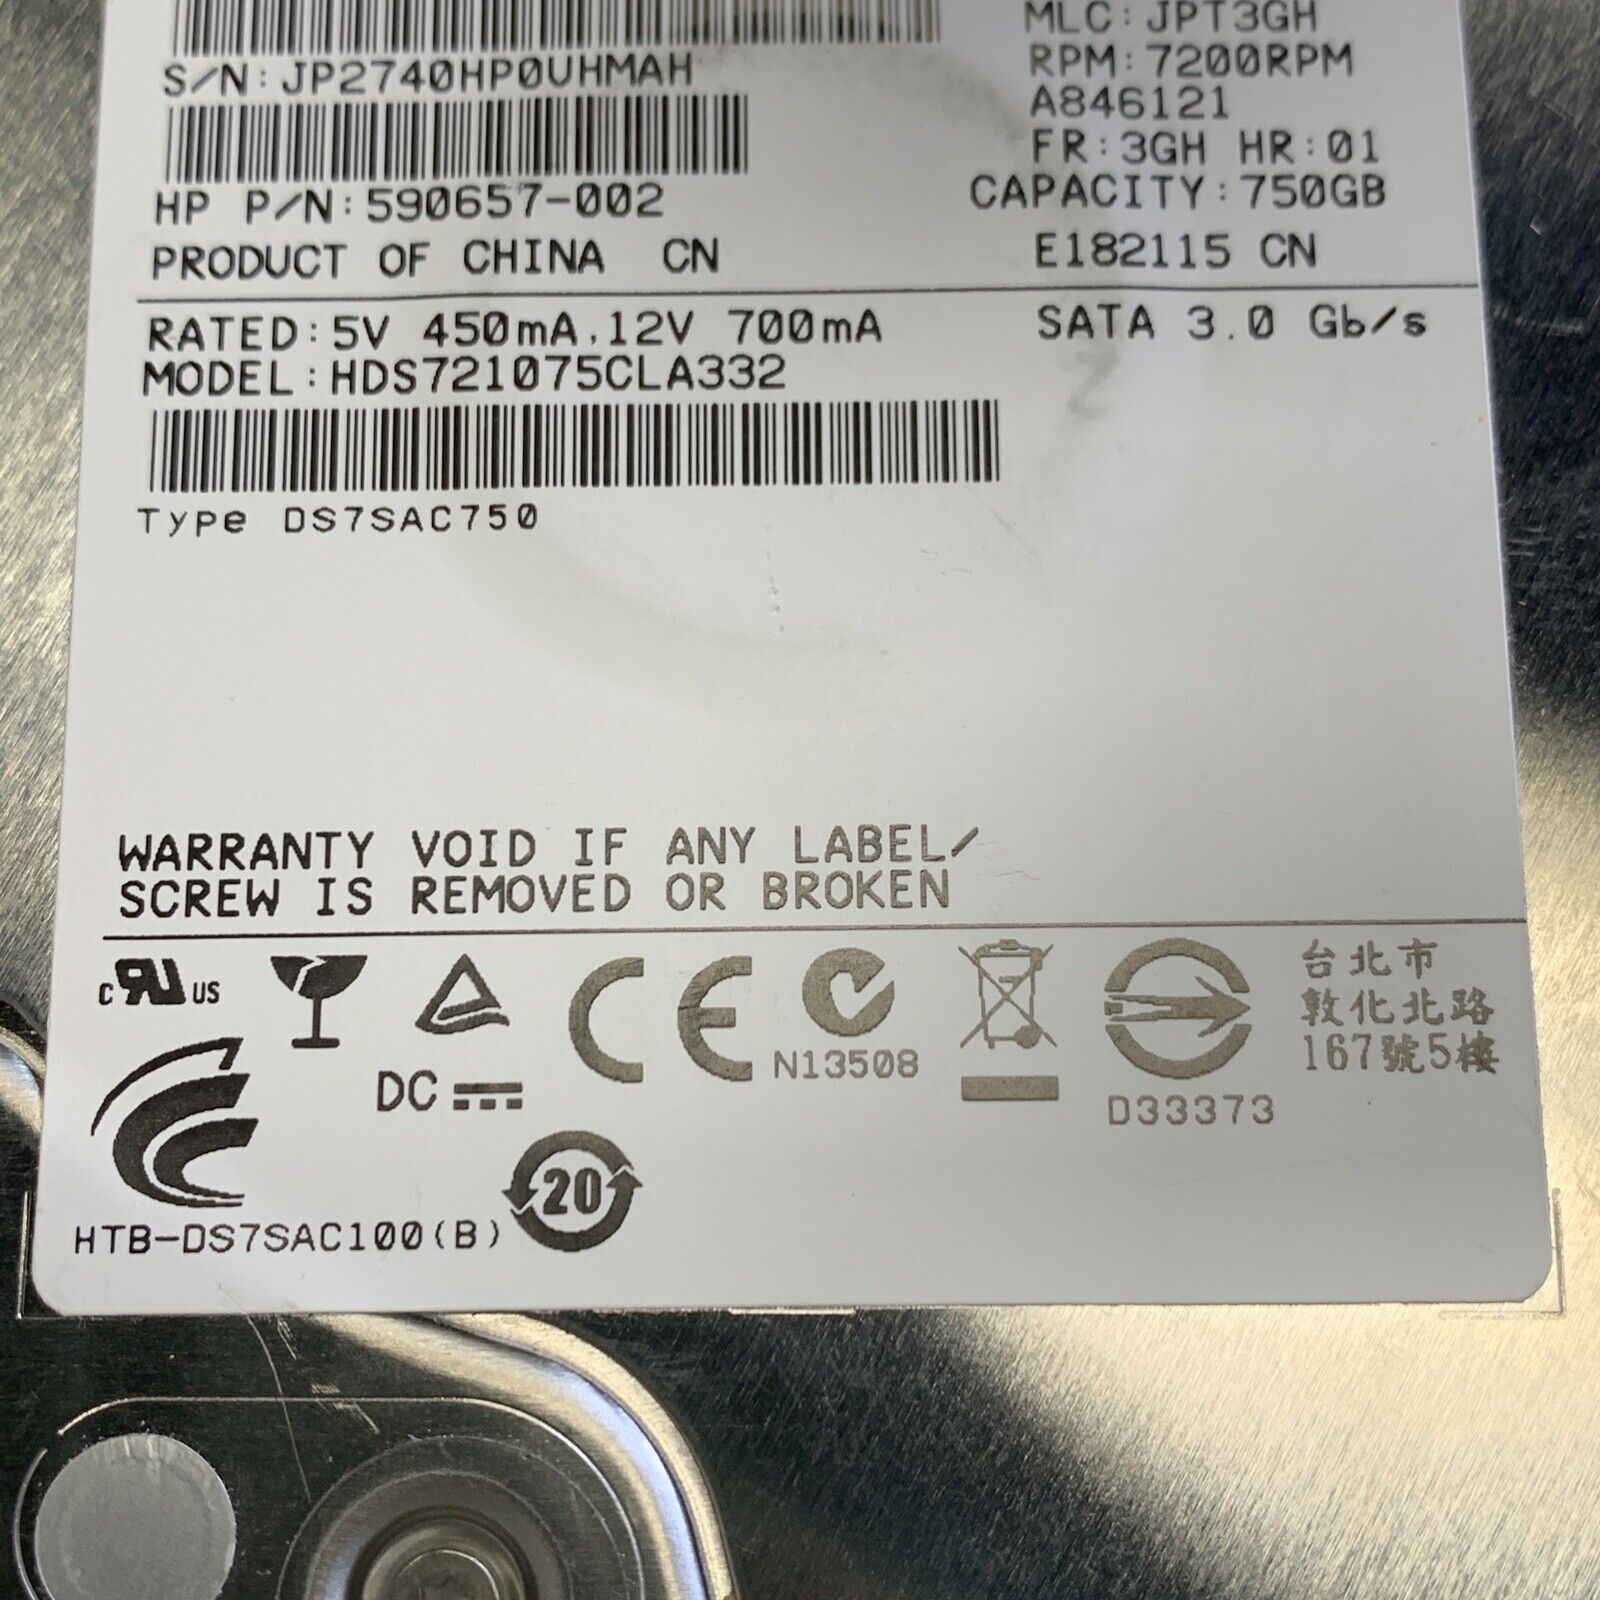 MLC: JPT3GH
S/N: JP2740HP0UHMAH
RPM: 7200RPM
A846121
FR: 3GH HR: 01
HP P/N: 590657-002
CAPACITY: 750GB
PRODUCT OF CHINA CN
E182115 CN
RATED: 5V 450mA, 12V 700mA
SATA 3.0 Gb/s
MODEL: HDS721075CLA332
Type DS7SAC750
WARRANTY VOID IF ANY LABEL/
SCREW IS REMOVED OR BROKEN
c RU US
CE
N13508
DC
D33373
台北市
敦化北路
167號5樓
20
HTB-DS7SAC100(B)